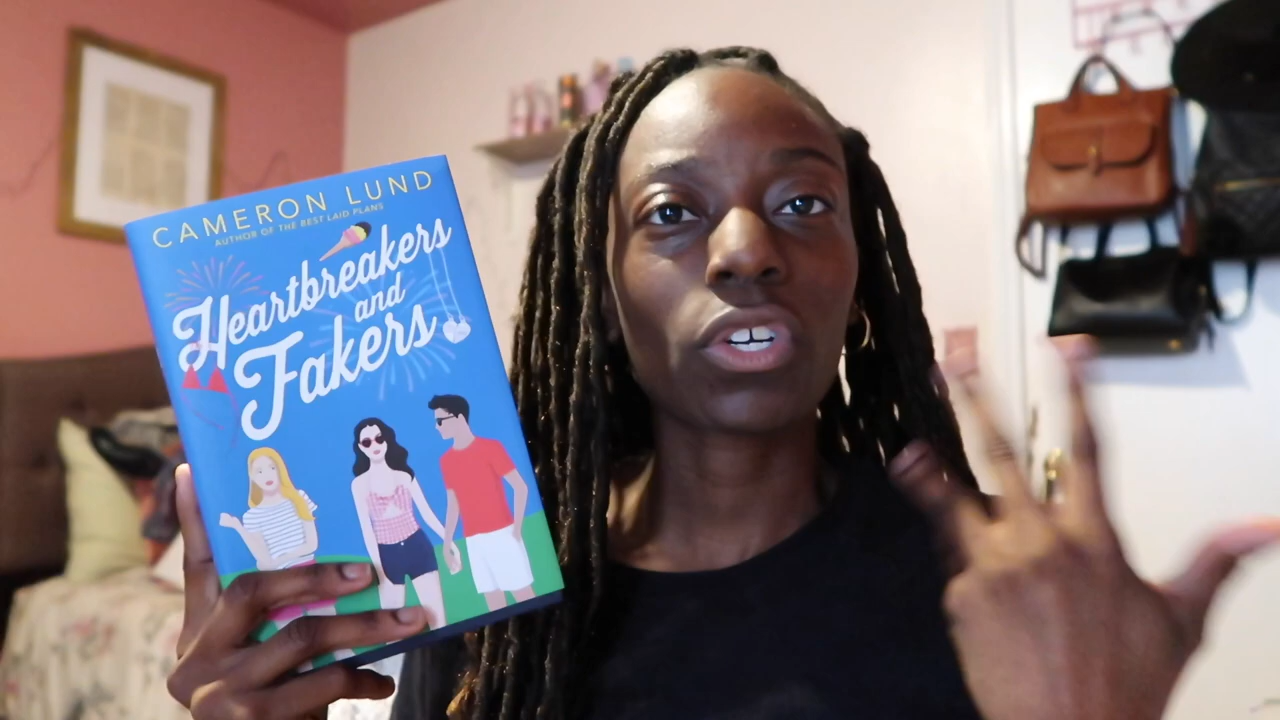 CAMERON LUND
AUTHOR OF THE BEST LAID PLANS
Heartbreakers
and
Fakers